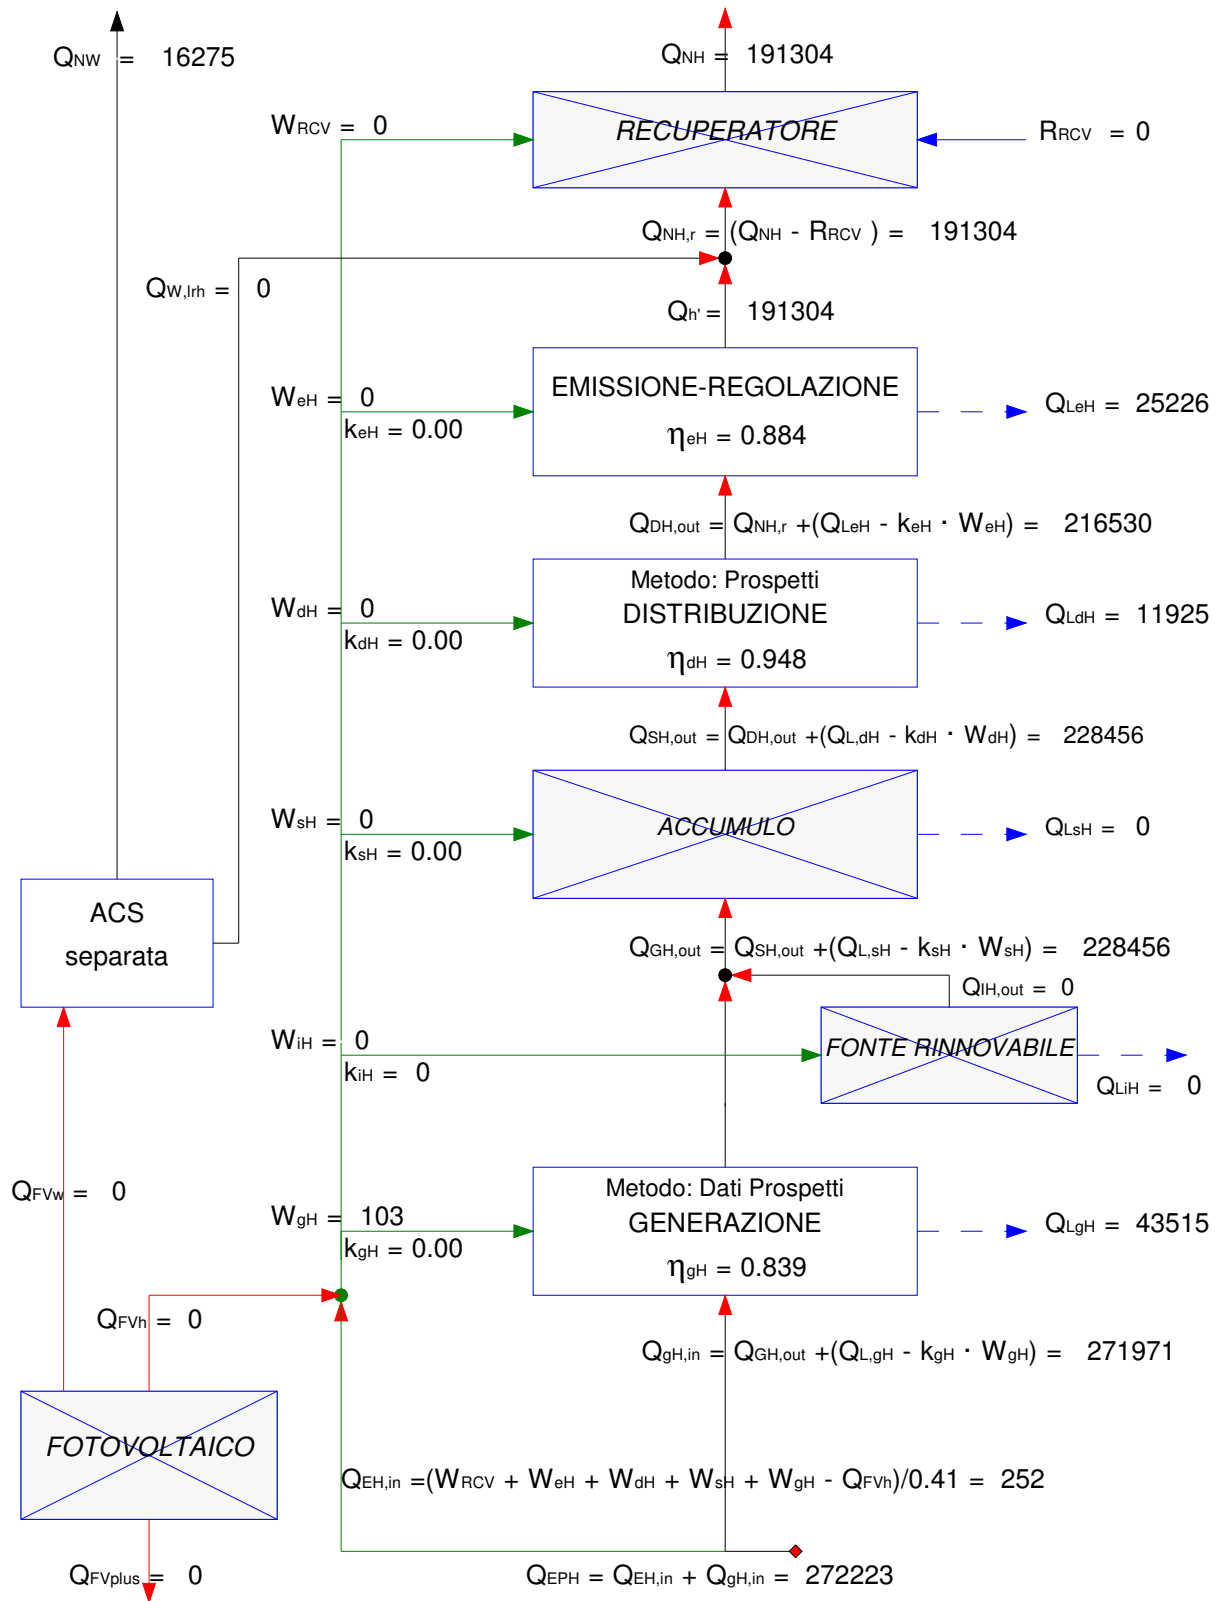 QNW = 16275
QNH = 191304
WRCV = 0
RECUPERATORE
RRCV = 0
QNH,r = (QNH - RRCV ) = 191304
QW,lrh = 0
Qh' = 191304
WeH = 0
keH = 0.00
EMISSIONE-REGOLAZIONE
ηeH = 0.884
QLeH = 25226
QDH,out = QNH,r +(QLeH - keH · WeH) = 216530
WdH = 0
kdH = 0.00
Metodo: Prospetti
DISTRIBUZIONE
ηdH = 0.948
QLdH = 11925
QSH,out = QDH,out +(QL,dH - kdH · WdH) = 228456
WsH = 0
ksH = 0.00
ACCUMULO
QLsH = 0
ACS
separata
QGH,out = QSH,out +(QL,sH - ksH · WsH) = 228456
QIH,out = 0
WiH = 0
kiH = 0
FONTE RINNOVABILE
QLiH = 0
QFVw = 0
WgH = 103
kgH = 0.00
Metodo: Dati Prospetti
GENERAZIONE
ηgH = 0.839
QLgH = 43515
QFVh = 0
QgH,in = QGH,out +(QL,gH - kgH · WgH) = 271971
FOTOVOLTAICO
QEH,in =(WRCV + WeH + WdH + WsH + WgH - QFVh)/0.41 = 252
QFVplus = 0
QEPH = QEH,in + QgH,in = 272223